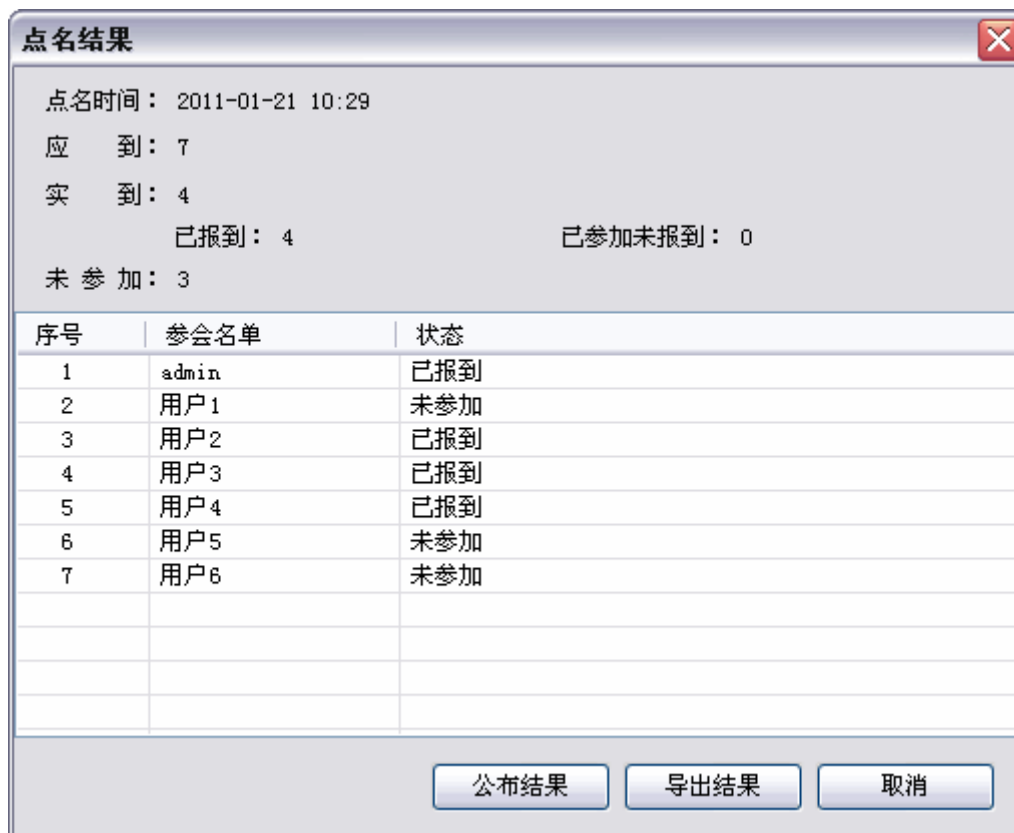 点名结果
点名时间： 2011-01-21 10:29
应 到： 7
实 到： 4
已报到： 4 已参加未报到： 0
未 参 加： 3
序号 参会名单 状态
1 admin 已报到
2 用户1 未参加
3 用户2 已报到
4 用户3 已报到
5 用户4 已报到
6 用户5 未参加
7 用户6 未参加
公布结果 导出结果 取消